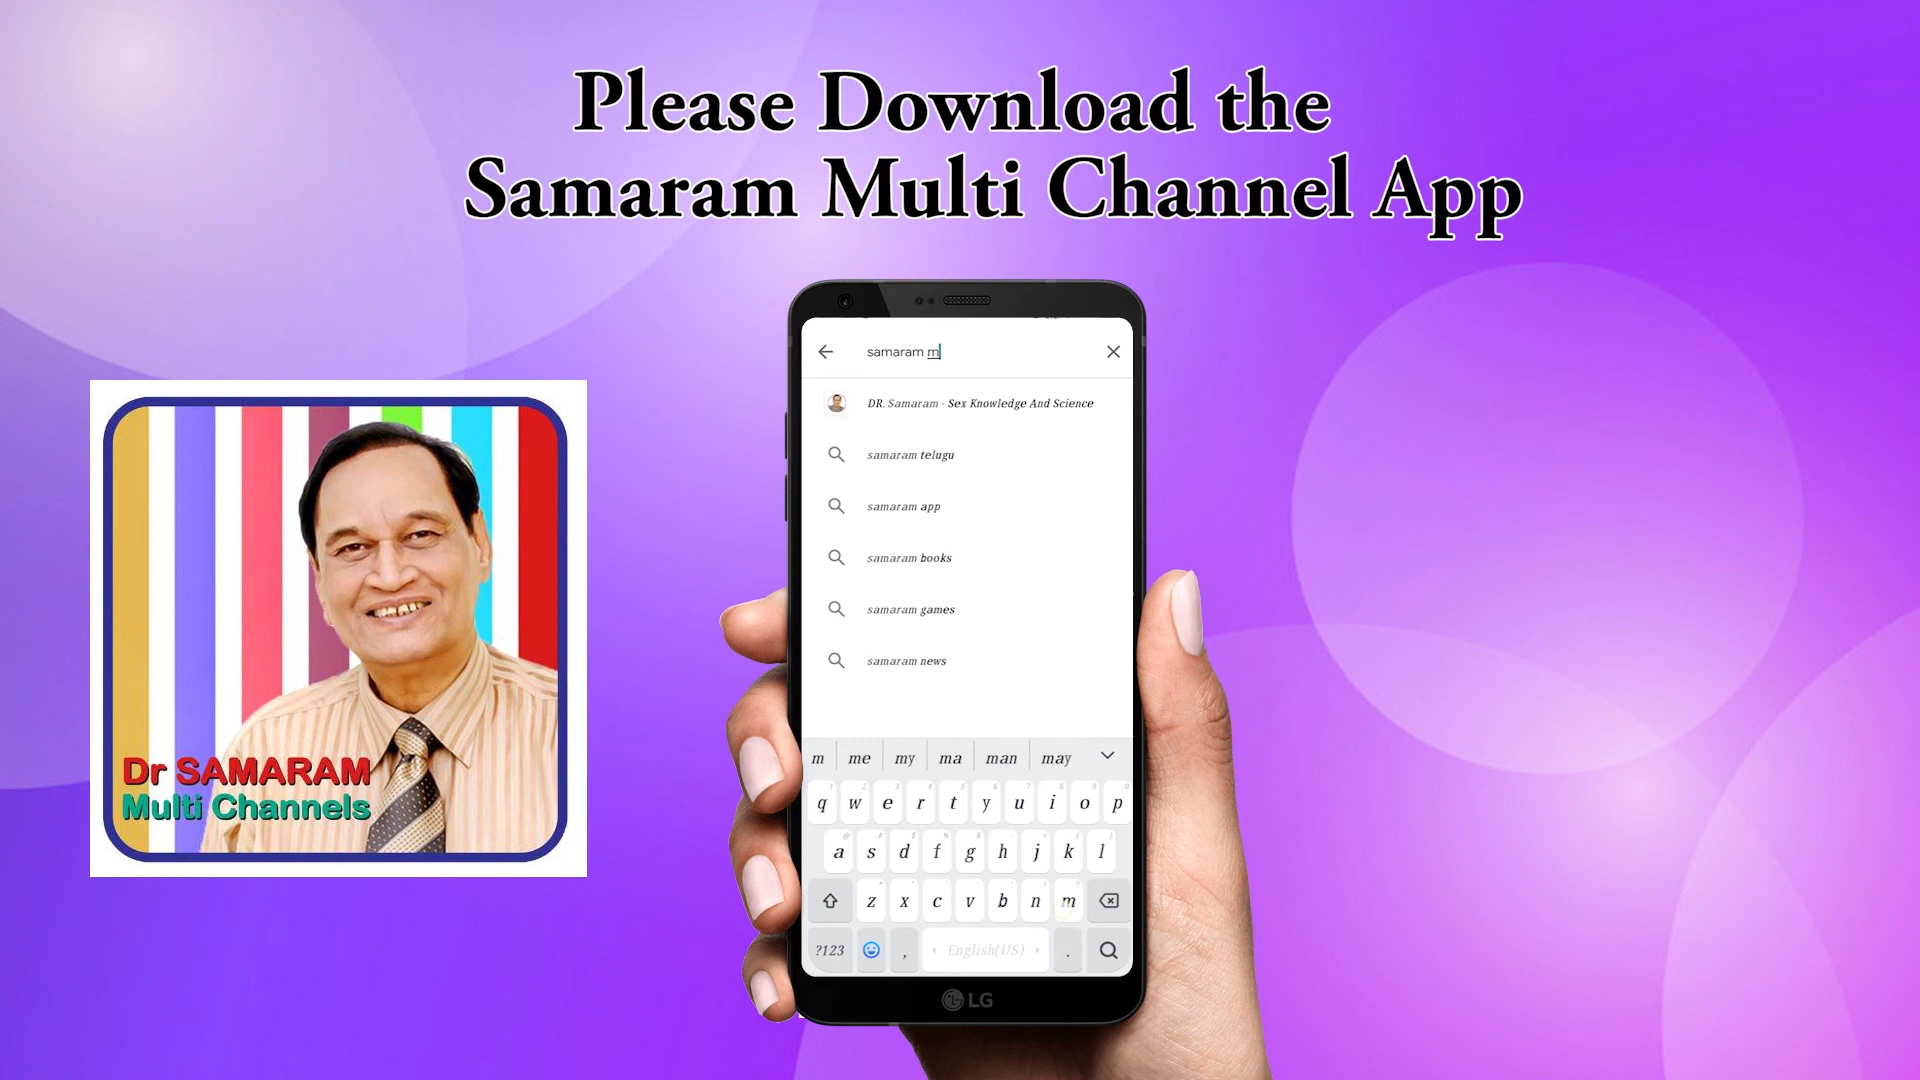 Please Download the
Samaram Multi Channel App
Dr SAMARAM
Multi Channels
samaram m
DR. Samaram - Sex Knowledge And Science
samaram telugu
samaram app
samaram books
samaram games
samaram news
m me my ma man may
q w e r t y u i o p
a s d f g h j k l
z x c v b n m
?123 , English(US) .
LG